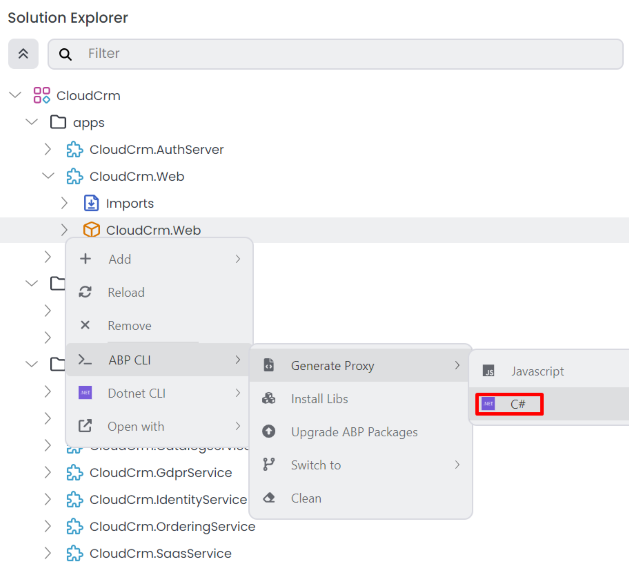 Solution Explorer
Filter
CloudCrm
apps
CloudCrm.AuthServer
CloudCrm.Web
Imports
CloudCrm.Web
Add
Reload
Remove
ABP CLI
Dotnet CLI
Open with
Generate Proxy
Install Libs
Upgrade ABP Packages
Switch to
Clean
JS Javascript
.NET C#
CloudCrm.GdprService
CloudCrm.IdentityService
CloudCrm.OrderingService
CloudCrm.SaasService